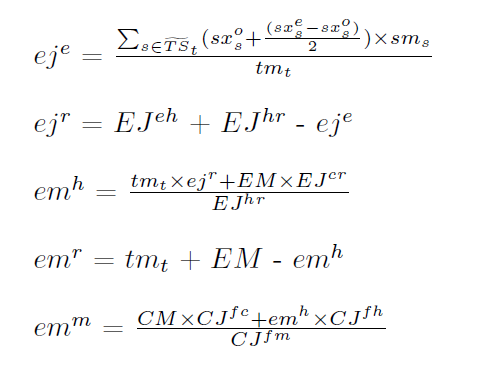 ej^e = \frac{\sum_{s \in \widetilde{TS}_t} (sx_s^o + \frac{(sx_s^e - sx_s^o)}{2}) \times sm_s}{tm_t}
ej^r = EJ^{eh} + EJ^{hr} - ej^e
em^h = \frac{tm_t \times ej^r + EM \times EJ^{cr}}{EJ^{hr}}
em^r = tm_t + EM - em^h
em^m = \frac{CM \times CJ^{fc} + em^h \times CJ^{fh}}{CJ^{fm}}